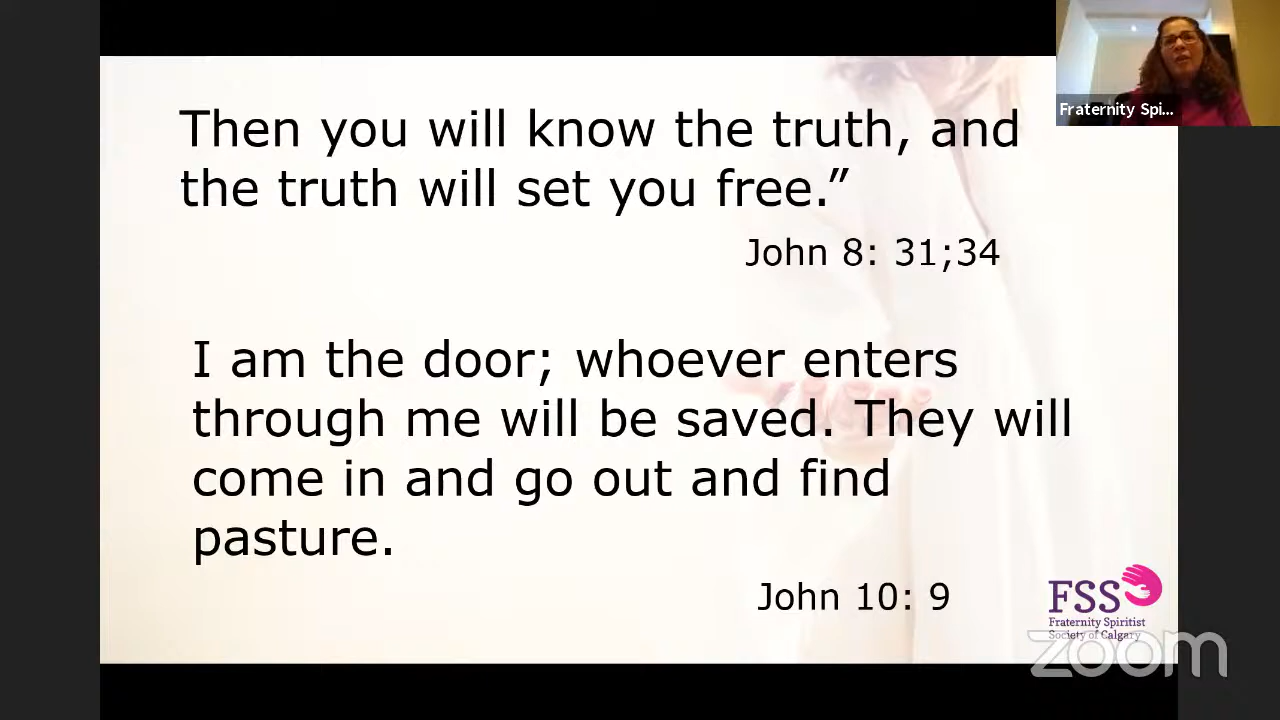 Fraternity Spi...
Then you will know the truth, and
the truth will set you free.”
John 8: 31;34
I am the door; whoever enters
through me will be saved. They will
come in and go out and find
pasture.
John 10: 9
FSS
Fraternity Spiritist
Society of Calgary
zoom